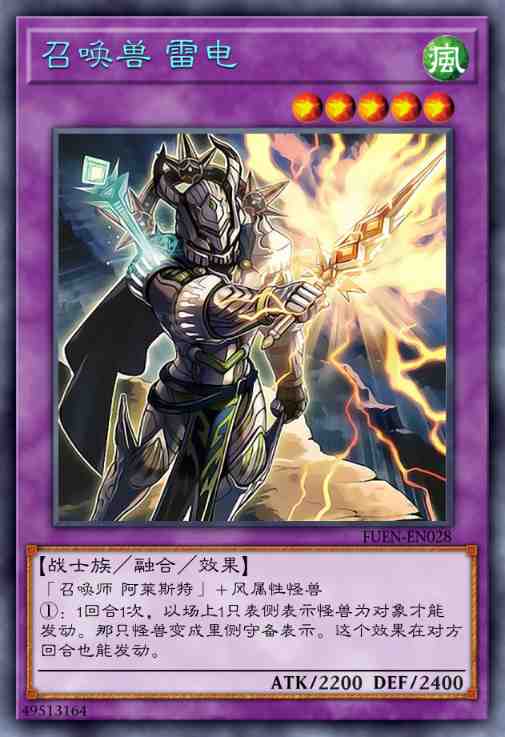 召唤兽 雷电
風
FUEN-EN028
【战士族／融合／效果】
「召唤师 阿莱斯特」＋风属性怪兽
①：1回合1次，以场上1只表侧表示怪兽为对象才能
发动。那只怪兽变成里侧守备表示。这个效果在对方
回合也能发动。
ATK/2200 DEF/2400
49513164